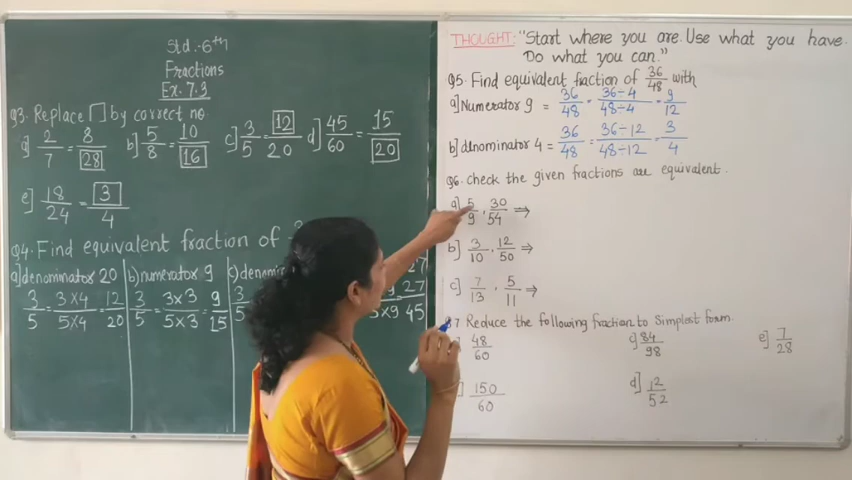 Std:-6th
Fractions
Ex. 7.3
Q3. Replace □ by correct no
a] 2/7 = 8/28 b] 5/8 = 10/16 c] 3/5 = 12/20 d] 45/60 = 15/20
e] 18/24 = 3/4
Q4. Find equivalent fraction of
a]denominator 20 b]numerator 9 c]denomi
3/5 = 3×4/5×4 = 12/20 3/5 = 3×3/5×3 = 9/15 3/5
27
27/45
×9
THOUGHT: "Start where you are. Use what you have.
Do what you can."
Q5. Find equivalent fraction of 36/48 with
a]Numerator 9 = 36/48 = 36÷4/48÷4 = 9/12
b]denominator 4 = 36/48 = 36÷12/48÷12 = 3/4
Q6. check the given fractions are equivalent.
a] 5/9 , 30/54 ⇒
b] 3/10 , 12/50 ⇒
c] 7/13 , 5/11 ⇒
Q7 Reduce the following fraction to simplest form.
48/60 c] 84/98 e] 7/28
150/60 d] 12/52